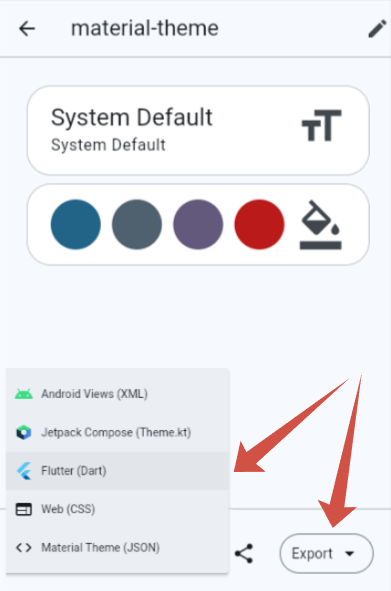 material-theme
System Default
System Default
Android Views (XML)
Jetpack Compose (Theme.kt)
Flutter (Dart)
Web (CSS)
Material Theme (JSON)
Export